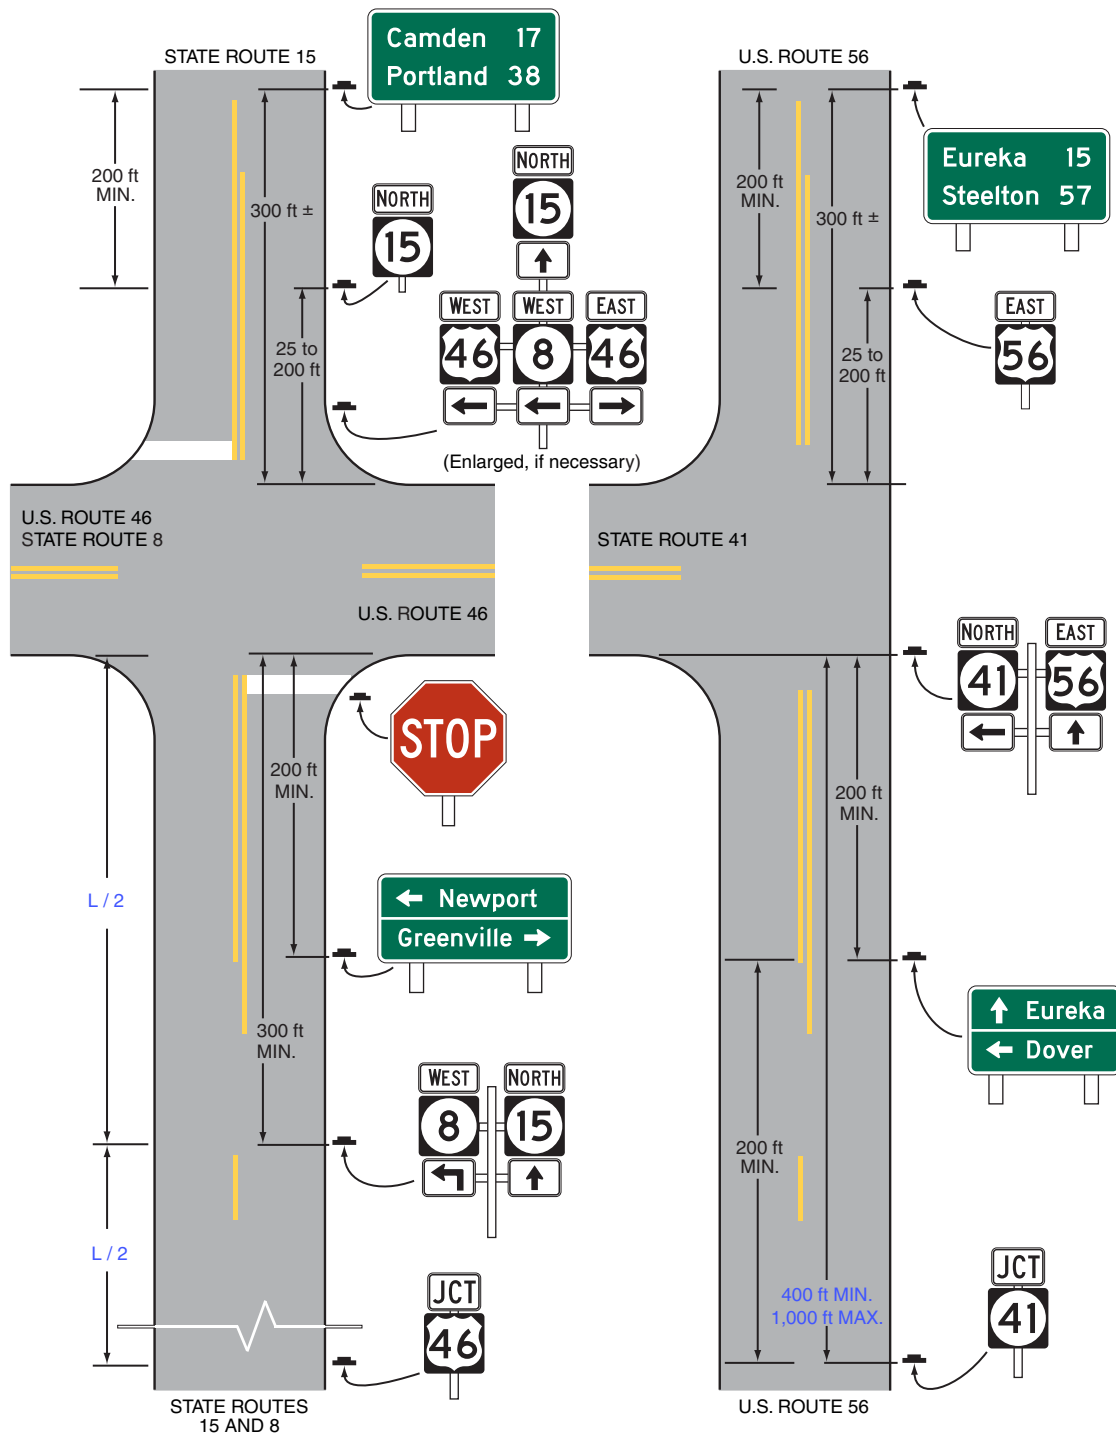 STATE ROUTE 15
Camden 17
Portland 38
200 ft
MIN.
300 ft ±
NORTH
15
NORTH
15
25 to
200 ft
WEST
46
WEST
8
EAST
46
(Enlarged, if necessary)
U.S. ROUTE 46
STATE ROUTE 8
U.S. ROUTE 46
STOP
200 ft
MIN.
L / 2
Newport
Greenville
300 ft
MIN.
WEST
8
NORTH
15
L / 2
JCT
46
STATE ROUTES
15 AND 8
U.S. ROUTE 56
200 ft
MIN.
300 ft ±
Eureka 15
Steelton 57
25 to
200 ft
EAST
56
STATE ROUTE 41
NORTH
41
EAST
56
200 ft
MIN.
Eureka
Dover
200 ft
MIN.
400 ft MIN.
1,000 ft MAX.
JCT
41
U.S. ROUTE 56